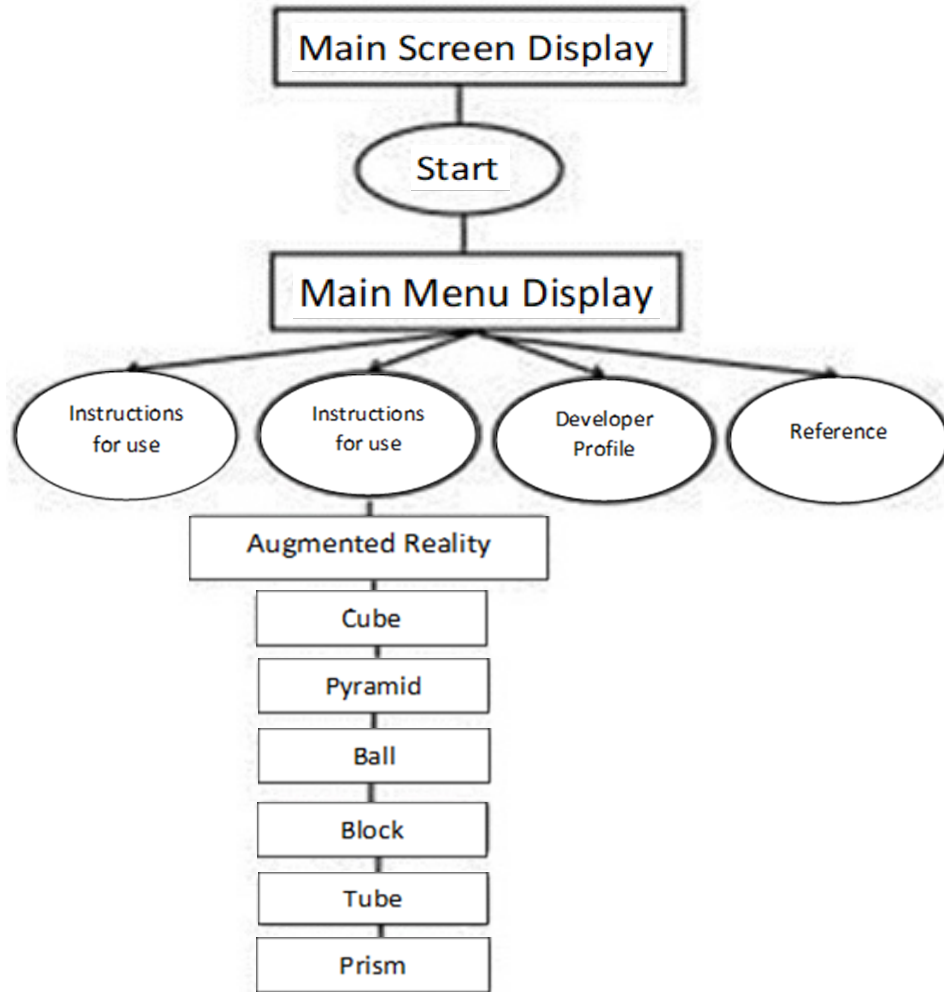 Main Screen Display
Start
Main Menu Display
Instructions
for use
Instructions
for use
Developer
Profile
Reference
Augmented Reality
Cube
Pyramid
Ball
Block
Tube
Prism